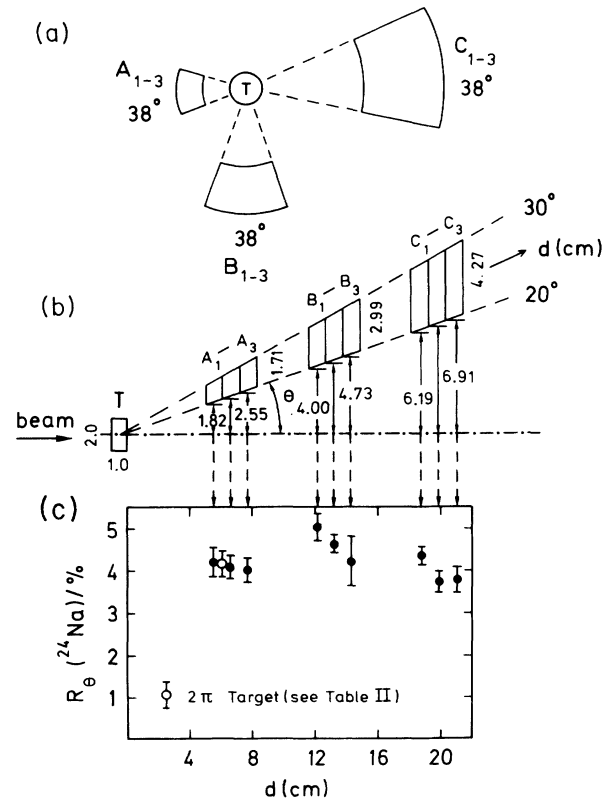 (a)
A₁₋₃
38°
T
C₁₋₃
38°
38°
B₁₋₃
(b)
30°
d(cm)
20°
C₁ C₃
4.27
B₁ B₃
2.99
A₁ A₃
1.71
θ
T
beam
2.0
1.0
1.82
2.55
4.00
4.73
6.19
6.91
(c)
R_θ (²⁴Na)/%
5
4
3
2
1
2π Target (see Table II)
4 8 12 16 20
d(cm)